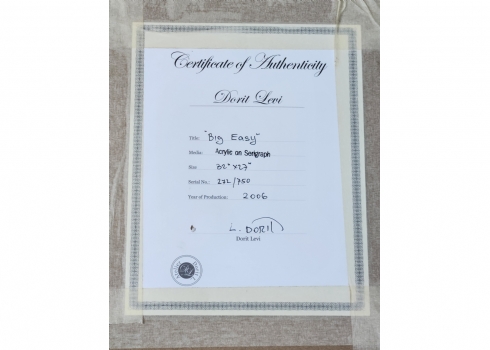 Certificate of Authenticity
Dorit Levi
Title: "Big Easy"
Media: Acrylic on Serigraph
Size 32" x 27"
Serial No.: 272/750
Year of Production: 2006
L. DORIT
Dorit Levi